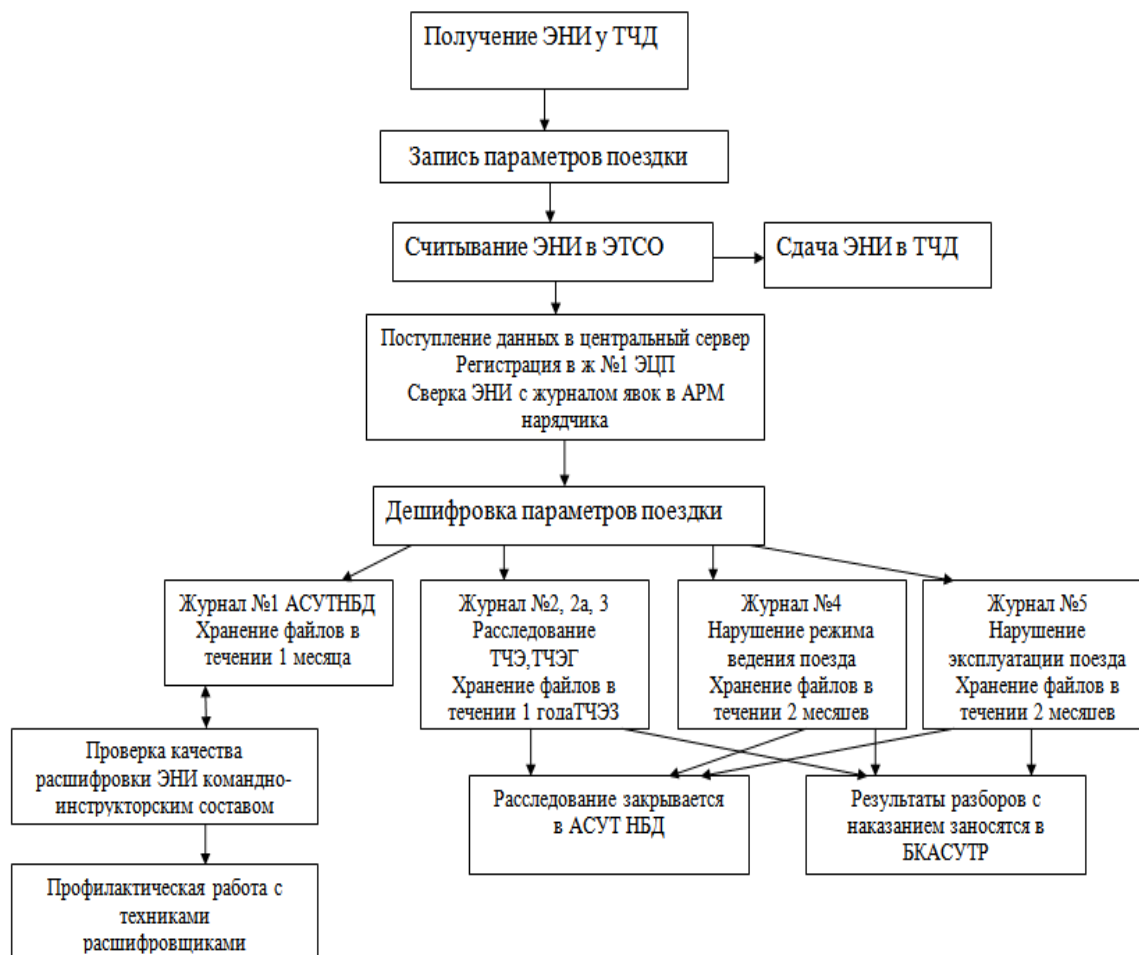 Получение ЭНИ у ТЧД
Запись параметров поездки
Считывание ЭНИ в ЭТСО
Сдача ЭНИ в ТЧД
Поступление данных в центральный сервер
Регистрация в ж №1 ЭЦП
Сверка ЭНИ с журналом явок в АРМ
нарядчика
Дешифровка параметров поездки
Журнал №1 АСУТНБД
Хранение файлов в
течении 1 месяца
Журнал №2, 2а, 3
Расследование
ТЧЭ,ТЧЭГ
Хранение файлов в
течении 1 годаТЧЭЗ
Журнал №4
Нарушение режима
ведения поезда
Хранение файлов в
течении 2 месяцев
Журнал №5
Нарушение
эксплуатации поезда
Хранение файлов в
течении 2 месяцев
Проверка качества
расшифровки ЭНИ командно-
инструкторским составом
Расследование закрывается
в АСУТ НБД
Результаты разборов с
наказанием заносятся в
БКАСУТР
Профилактическая работа с
техниками
расшифровщиками